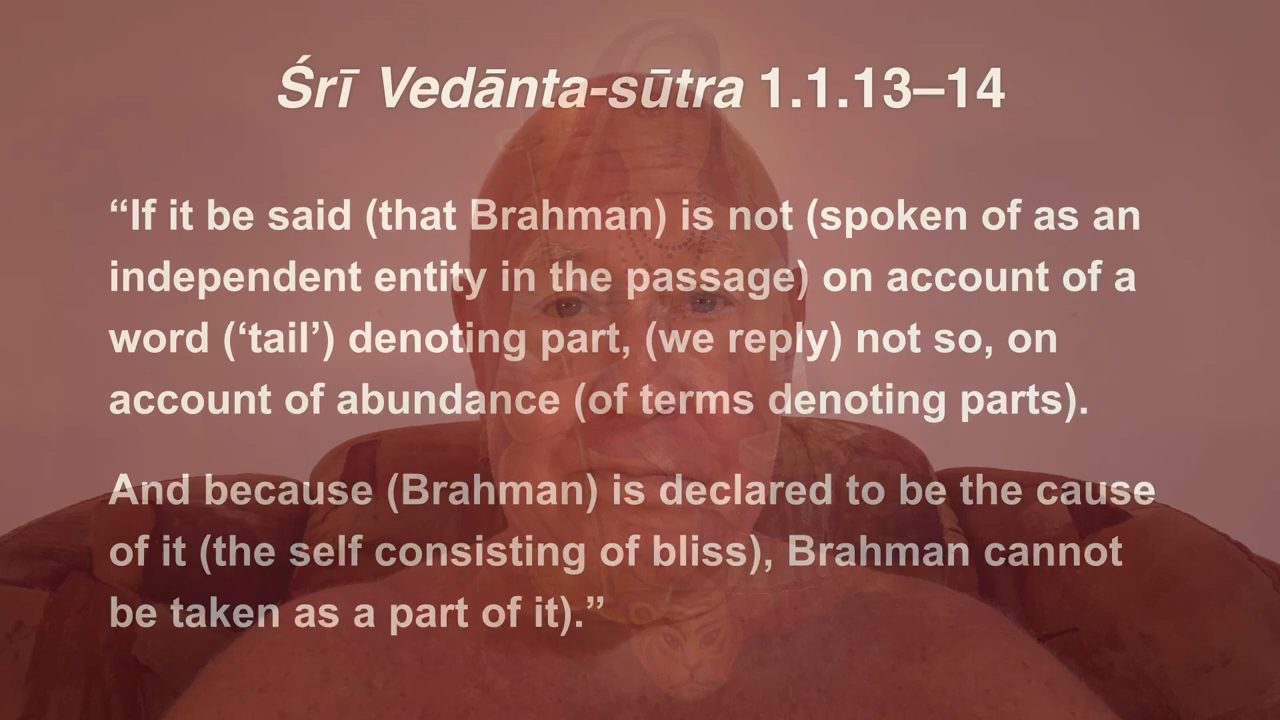 Śrī Vedānta-sūtra 1.1.13–14
“If it be said (that Brahman) is not (spoken of as an
independent entity in the passage) on account of a
word (‘tail’) denoting part, (we reply) not so, on
account of abundance (of terms denoting parts).
And because (Brahman) is declared to be the cause
of it (the self consisting of bliss), Brahman cannot
be taken as a part of it).”